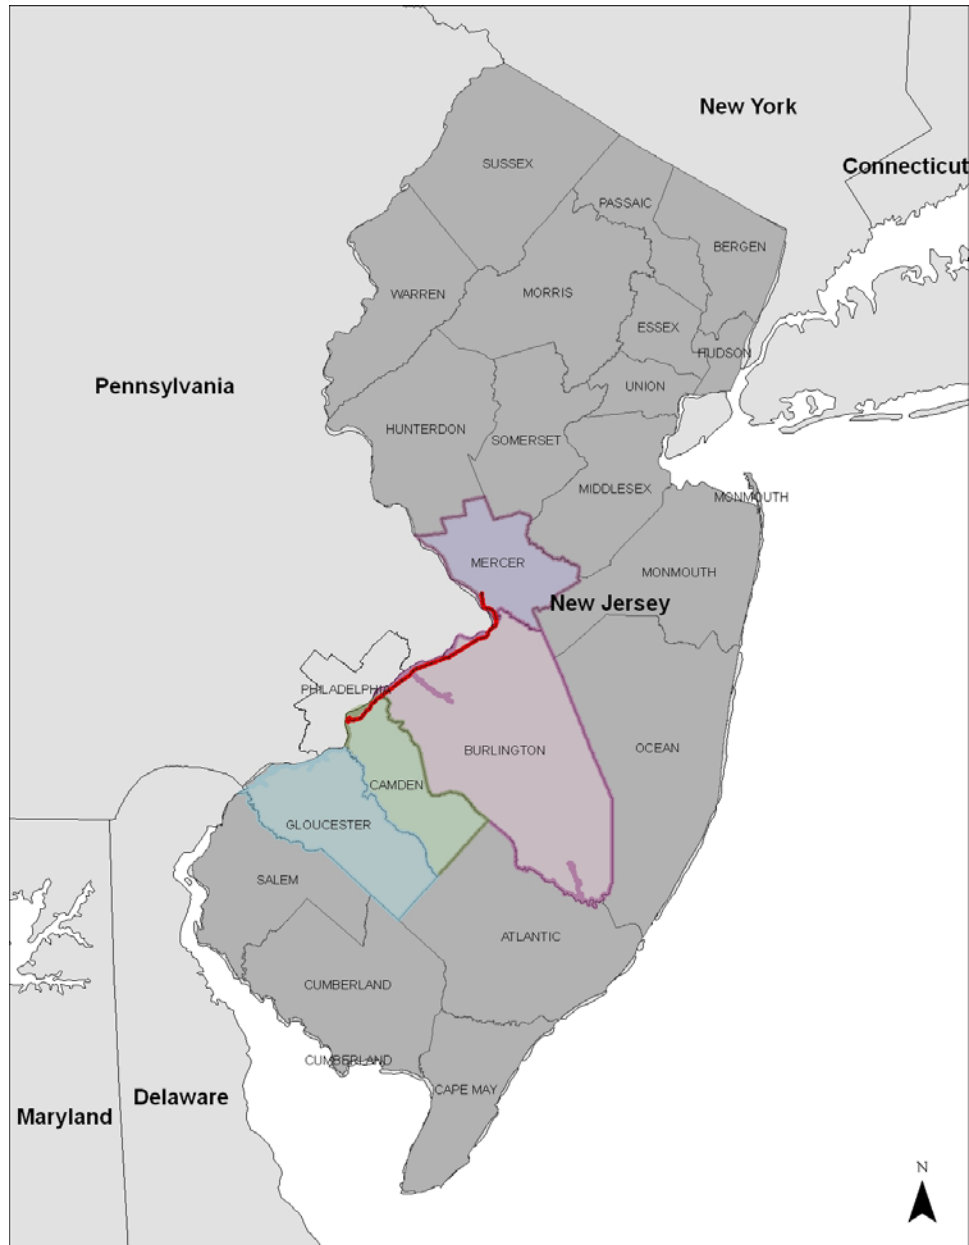 New York
SUSSEX
Connecticut
PASSAIC
BERGEN
WARREN
MORRIS
ESSEX
HUDSON
Pennsylvania
UNION
HUNTERDON
SOMERSET
MIDDLESEX
MONMOUTH
MERCER
MONMOUTH
New Jersey
PHILADELPHIA
BURLINGTON
OCEAN
CAMDEN
GLOUCESTER
SALEM
ATLANTIC
CUMBERLAND
CUMBERLAND
CAPE MAY
Delaware
Maryland
N